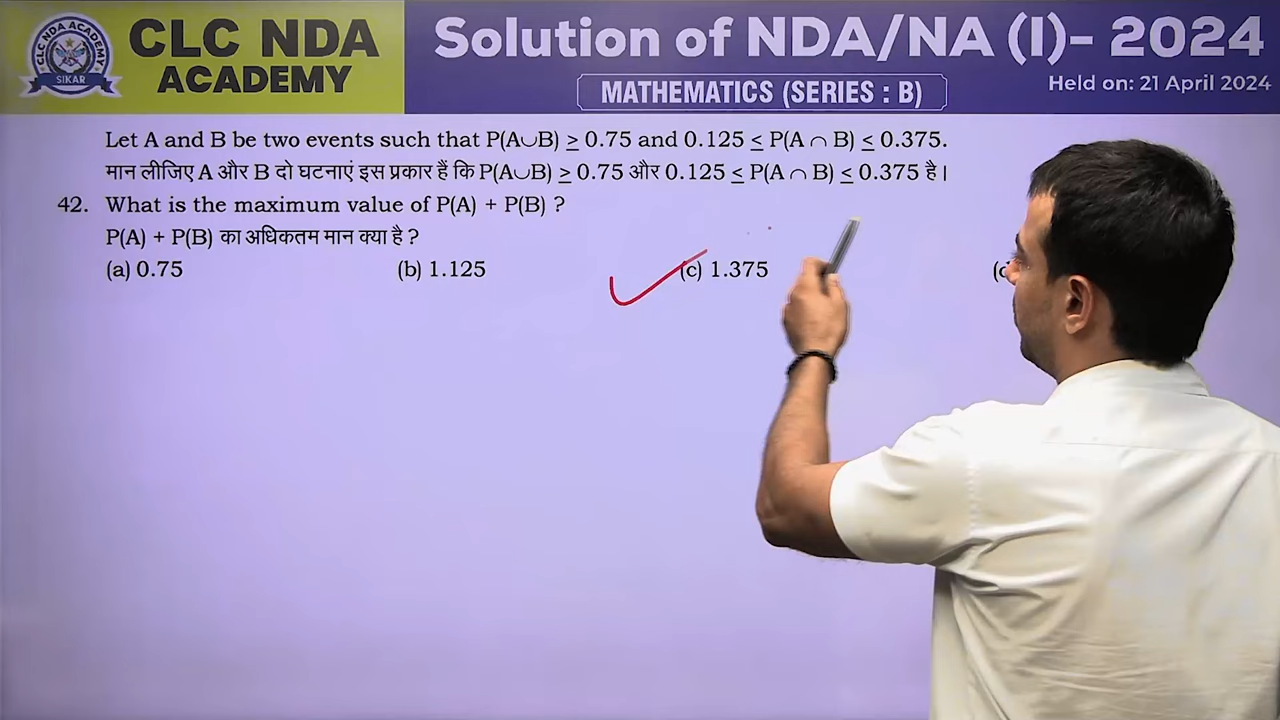 CLC NDA ACADEMY
SIKAR
CLC NDA
ACADEMY
Solution of NDA/NA (I)- 2024
MATHEMATICS (SERIES : B)
Held on: 21 April 2024
Let A and B be two events such that P(A∪B) ≥ 0.75 and 0.125 ≤ P(A ∩ B) ≤ 0.375.
मान लीजिए A और B दो घटनाएं इस प्रकार हैं कि P(A∪B) ≥ 0.75 और 0.125 ≤ P(A ∩ B) ≤ 0.375 है।
42. What is the maximum value of P(A) + P(B) ?
P(A) + P(B) का अधिकतम मान क्या है ?
(a) 0.75 (b) 1.125 (c) 1.375